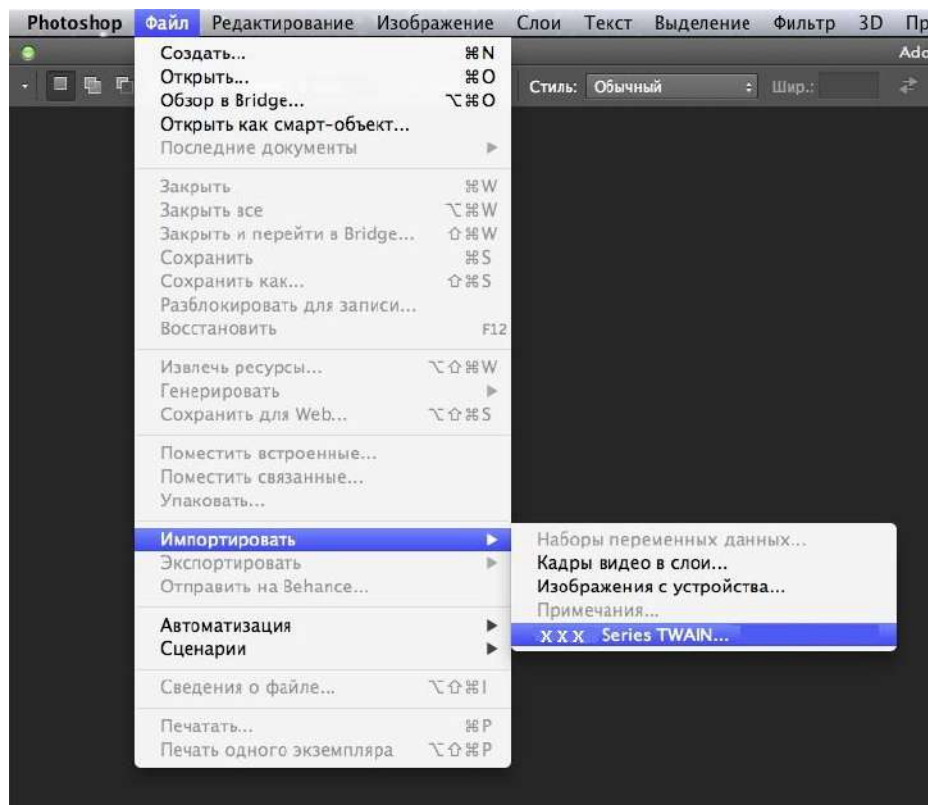 Photoshop Файл Редактирование Изображение Слои Текст Выделение Фильтр 3D Пр
Ado
Стиль: Обычный Шир.:
Создать... ⌘N
Открыть... ⌘O
Обзор в Bridge... ⌥⌘O
Открыть как смарт-объект...
Последние документы
Закрыть ⌘W
Закрыть все ⌥⌘W
Закрыть и перейти в Bridge... ⇧⌘W
Сохранить ⌘S
Сохранить как... ⇧⌘S
Разблокировать для записи...
Восстановить F12
Извлечь ресурсы... ⌥⇧⌘W
Генерировать
Сохранить для Web... ⌥⇧⌘S
Поместить встроенные...
Поместить связанные...
Упаковать...
Импортировать
Экспортировать
Отправить на Behance...
Автоматизация
Сценарии
Сведения о файле... ⌥⇧⌘I
Печатать... ⌘P
Печать одного экземпляра ⌥⇧⌘P
Наборы переменных данных...
Кадры видео в слои...
Изображения с устройства...
Примечания...
X X X Series TWAIN...